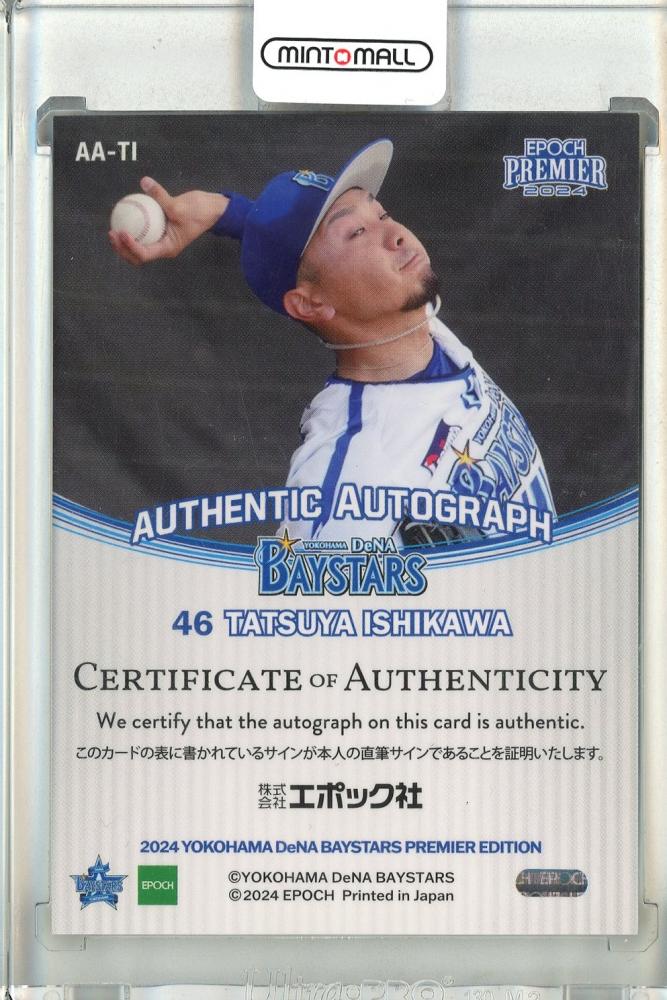 MINT MALL
AA-TI
EPOCH
PREMIER
2024
AUTHENTIC AUTOGRAPH
YOKOHAMA DeNA
BAYSTARS
46 TATSUYA ISHIKAWA
CERTIFICATE OF AUTHENTICITY
We certify that the autograph on this card is authentic.
このカードの表に書かれているサインが本人の直筆サインであることを証明いたします。
株式会社エポック社
2024 YOKOHAMA DeNA BAYSTARS PREMIER EDITION
BAYSTARS
EPOCH
©YOKOHAMA DeNA BAYSTARS
©2024 EPOCH Printed in Japan
Ultra PRO